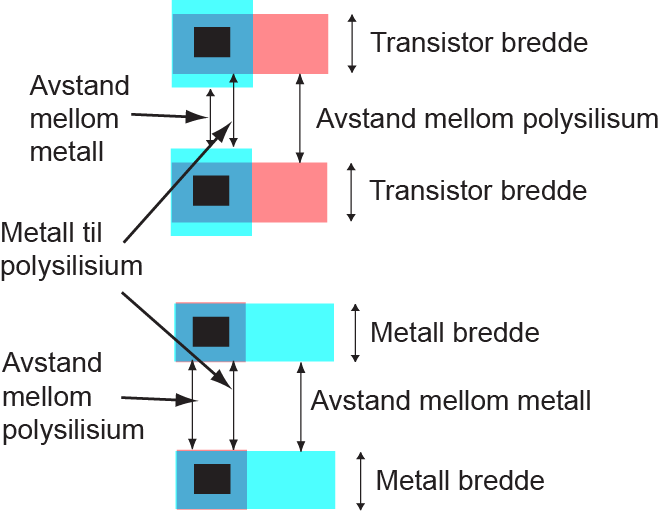 Transistor bredde
Avstand
mellom
metall
Avstand mellom polysilisum
Transistor bredde
Metall til
polysilisium
Metall bredde
Avstand
mellom
polysilisium
Avstand mellom metall
Metall bredde